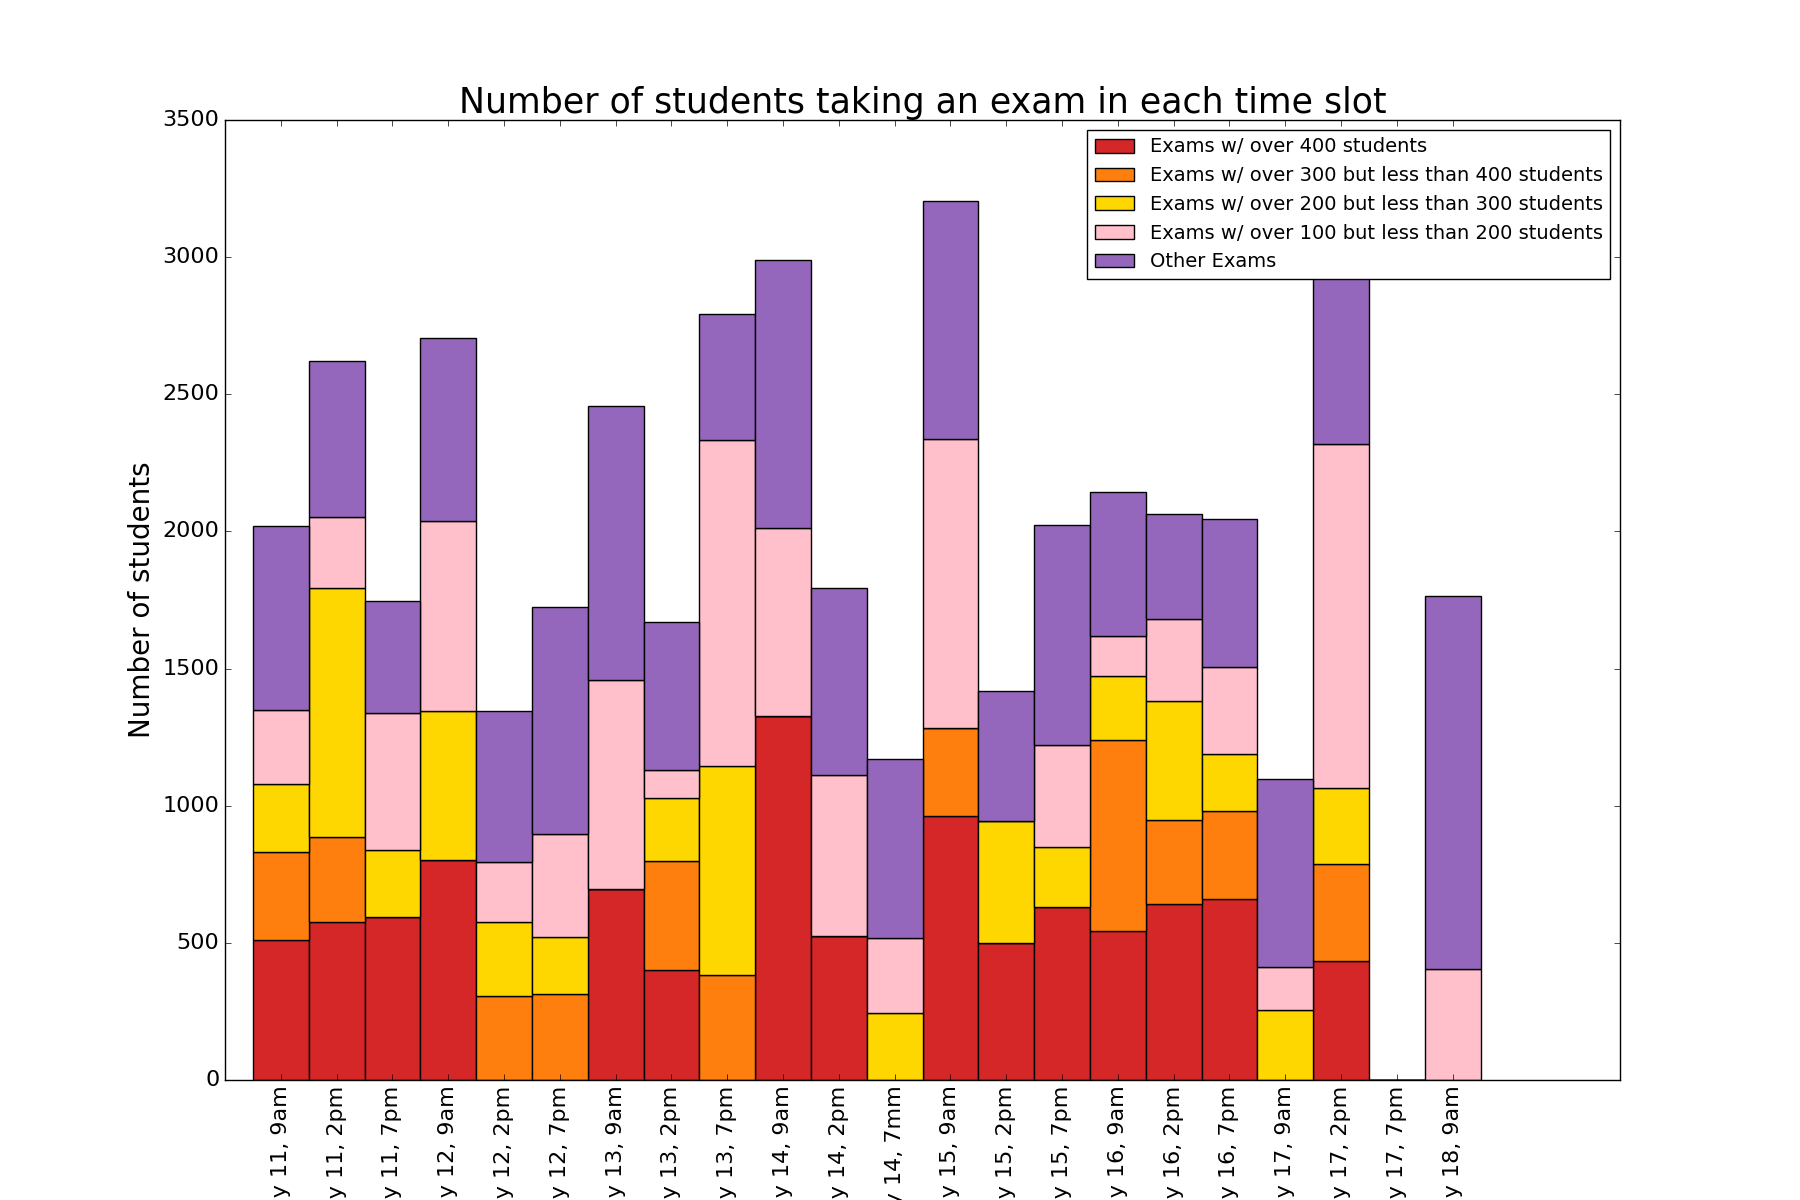 Number of students taking an exam in each time slot
Number of students
3500
3000
2500
2000
1500
1000
500
0
Exams w/ over 400 students
Exams w/ over 300 but less than 400 students
Exams w/ over 200 but less than 300 students
Exams w/ over 100 but less than 200 students
Other Exams
y 11, 9am
y 11, 2pm
y 11, 7pm
y 12, 9am
y 12, 2pm
y 12, 7pm
y 13, 9am
y 13, 2pm
y 13, 7pm
y 14, 9am
y 14, 2pm
y 14, 7mm
y 15, 9am
y 15, 2pm
y 15, 7pm
y 16, 9am
y 16, 2pm
y 16, 7pm
y 17, 9am
y 17, 2pm
y 17, 7pm
y 18, 9am